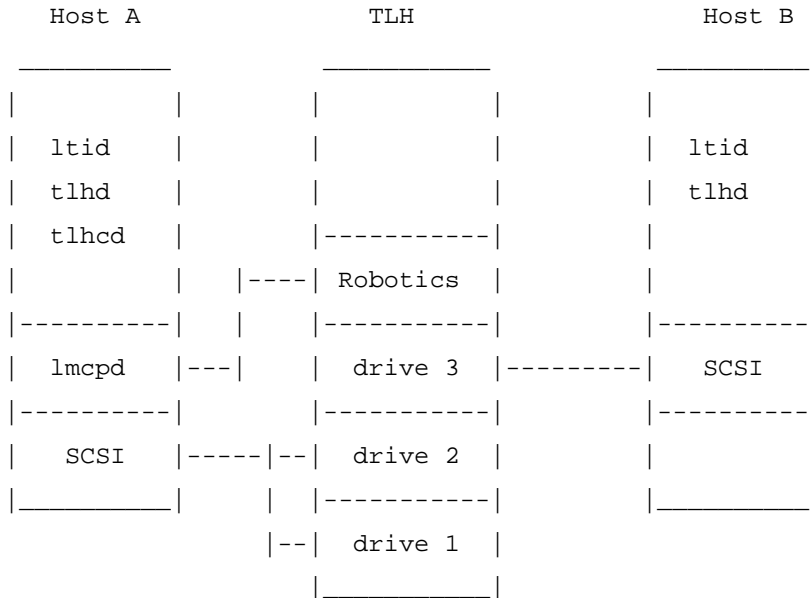 Host A TLH Host B
ltid ltid
tlhd tlhd
tlhcd
Robotics
lmcpd drive 3 SCSI
SCSI drive 2
drive 1